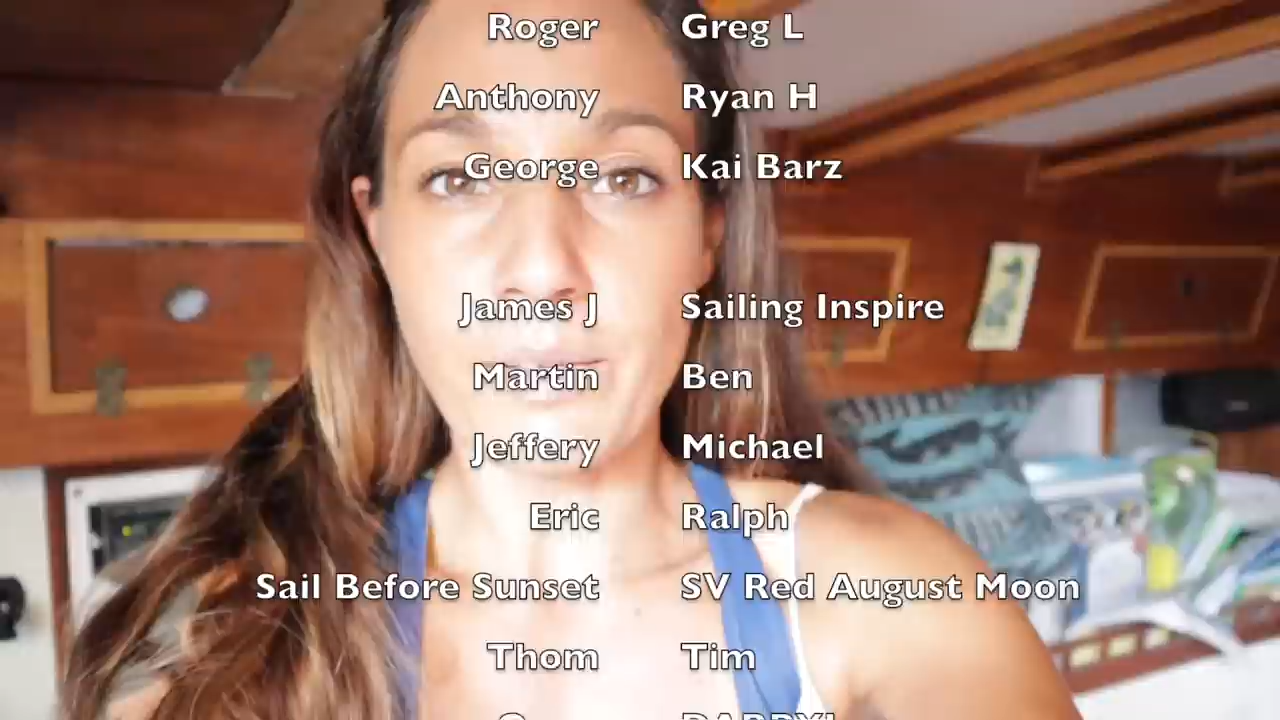 Roger Greg L
Anthony Ryan H
George Kai Barz
James J Sailing Inspire
Martin Ben
Jeffery Michael
Eric Ralph
Sail Before Sunset SV Red August Moon
Thom Tim